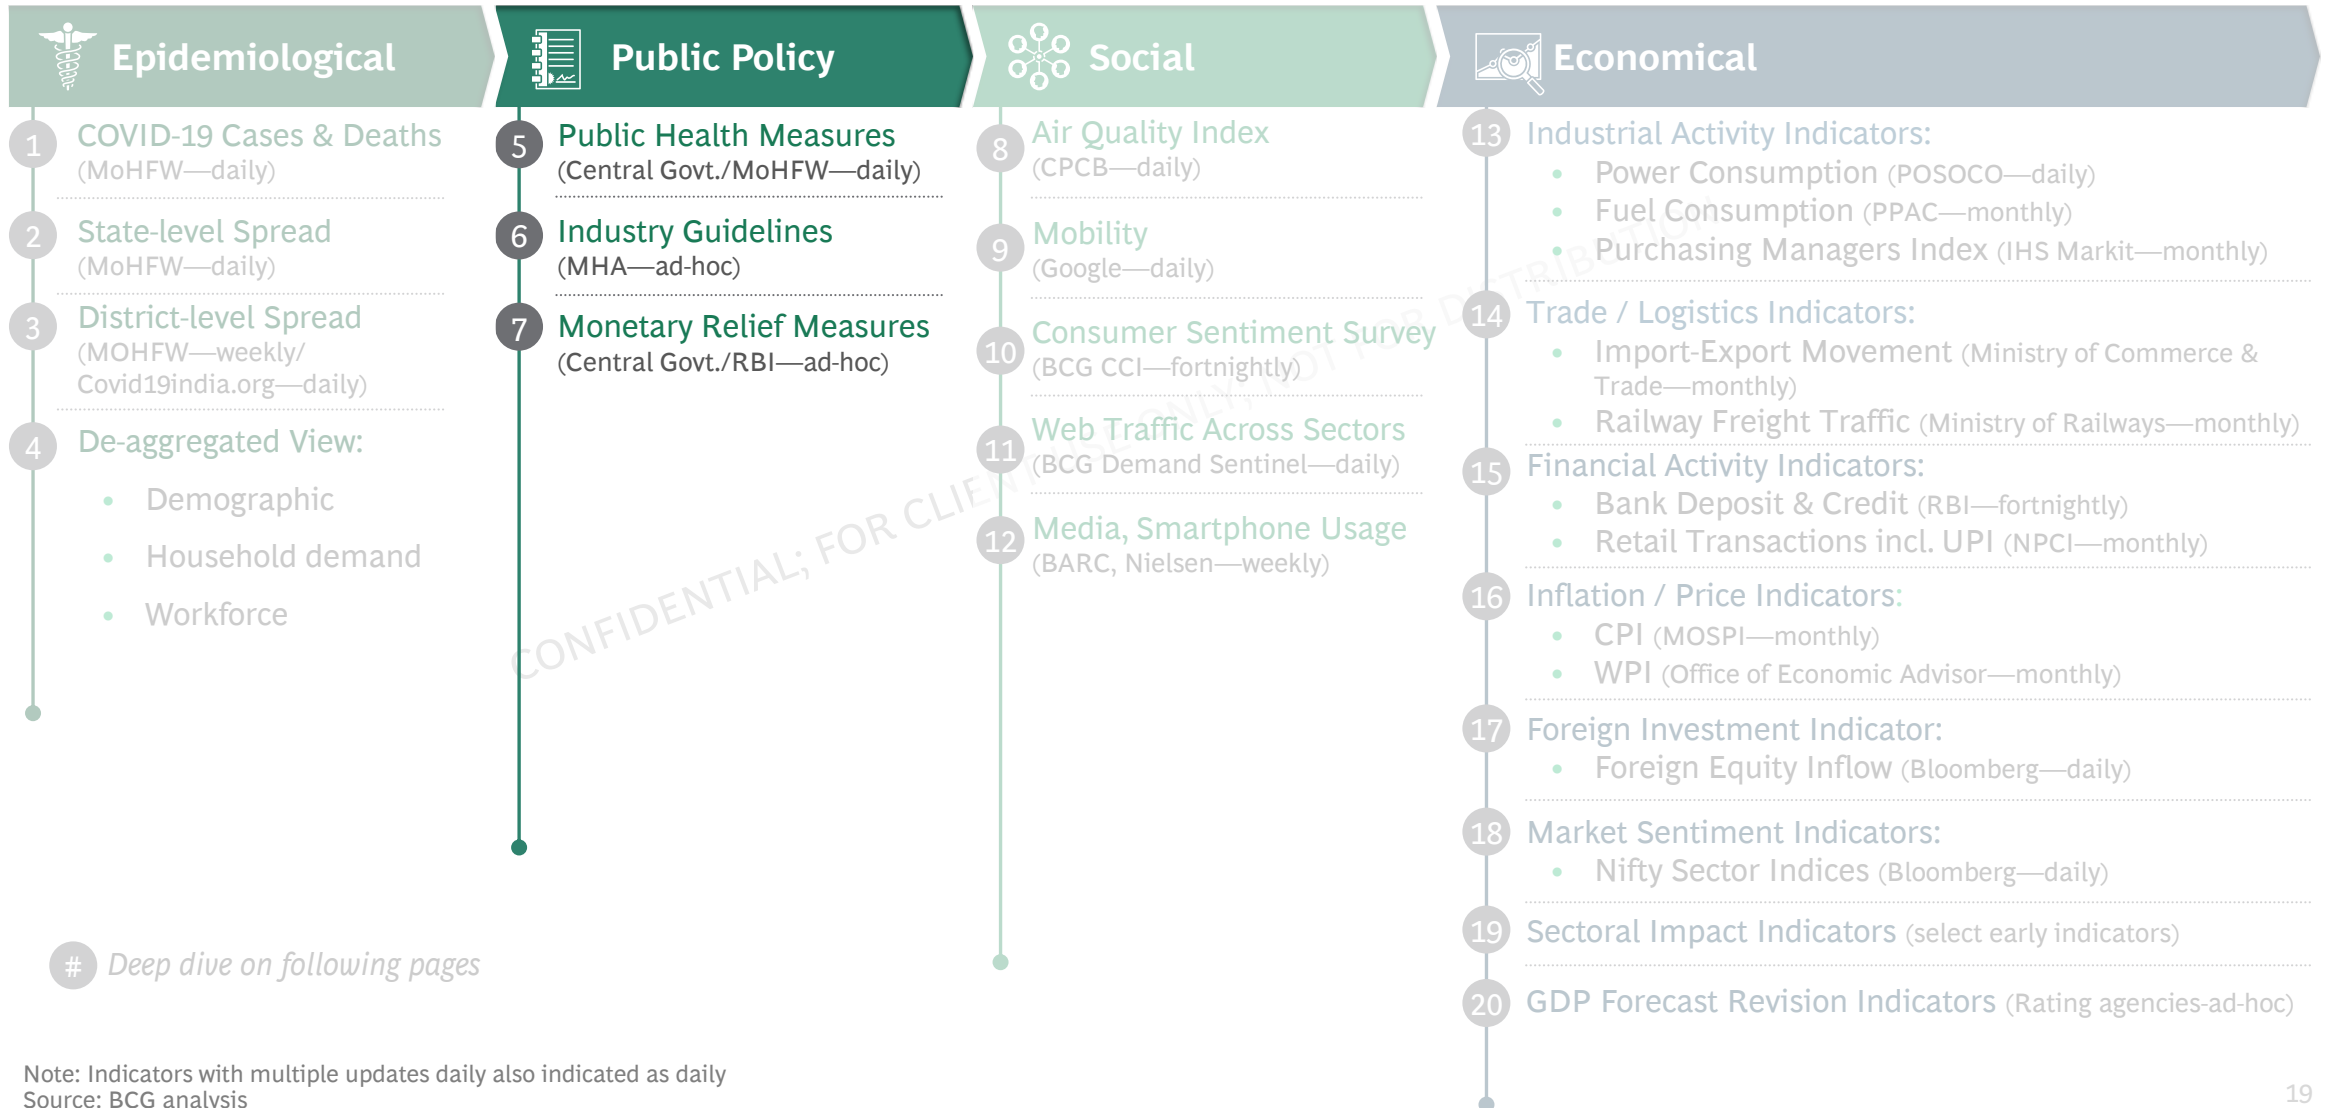 Epidemiological
1
COVID-19 Cases & Deaths
(MoHFW—daily)
2
State-level Spread
(MoHFW—daily)
3
District-level Spread
(MOHFW—weekly/
Covid19india.org—daily)
4
De-aggregated View:
• Demographic
• Household demand
• Workforce
# Deep dive on following pages
Public Policy
5
Public Health Measures
(Central Govt./MoHFW—daily)
6
Industry Guidelines
(MHA—ad-hoc)
7
Monetary Relief Measures
(Central Govt./RBI—ad-hoc)
Social
8
Air Quality Index
(CPCB—daily)
9
Mobility
(Google—daily)
10
Consumer Sentiment Survey
(BCG CCI—fortnightly)
11
Web Traffic Across Sectors
(BCG Demand Sentinel—daily)
12
Media, Smartphone Usage
(BARC, Nielsen—weekly)
Economical
13
Industrial Activity Indicators:
• Power Consumption (POSOCO—daily)
• Fuel Consumption (PPAC—monthly)
• Purchasing Managers Index (IHS Markit—monthly)
14
Trade / Logistics Indicators:
• Import-Export Movement (Ministry of Commerce &
Trade—monthly)
• Railway Freight Traffic (Ministry of Railways—monthly)
15
Financial Activity Indicators:
• Bank Deposit & Credit (RBI—fortnightly)
• Retail Transactions incl. UPI (NPCI—monthly)
16
Inflation / Price Indicators:
• CPI (MOSPI—monthly)
• WPI (Office of Economic Advisor—monthly)
17
Foreign Investment Indicator:
• Foreign Equity Inflow (Bloomberg—daily)
18
Market Sentiment Indicators:
• Nifty Sector Indices (Bloomberg—daily)
19
Sectoral Impact Indicators (select early indicators)
20
GDP Forecast Revision Indicators (Rating agencies-ad-hoc)
CONFIDENTIAL; FOR CLIENT USE ONLY; NOT FOR DISTRIBUTION
Note: Indicators with multiple updates daily also indicated as daily
Source: BCG analysis
19